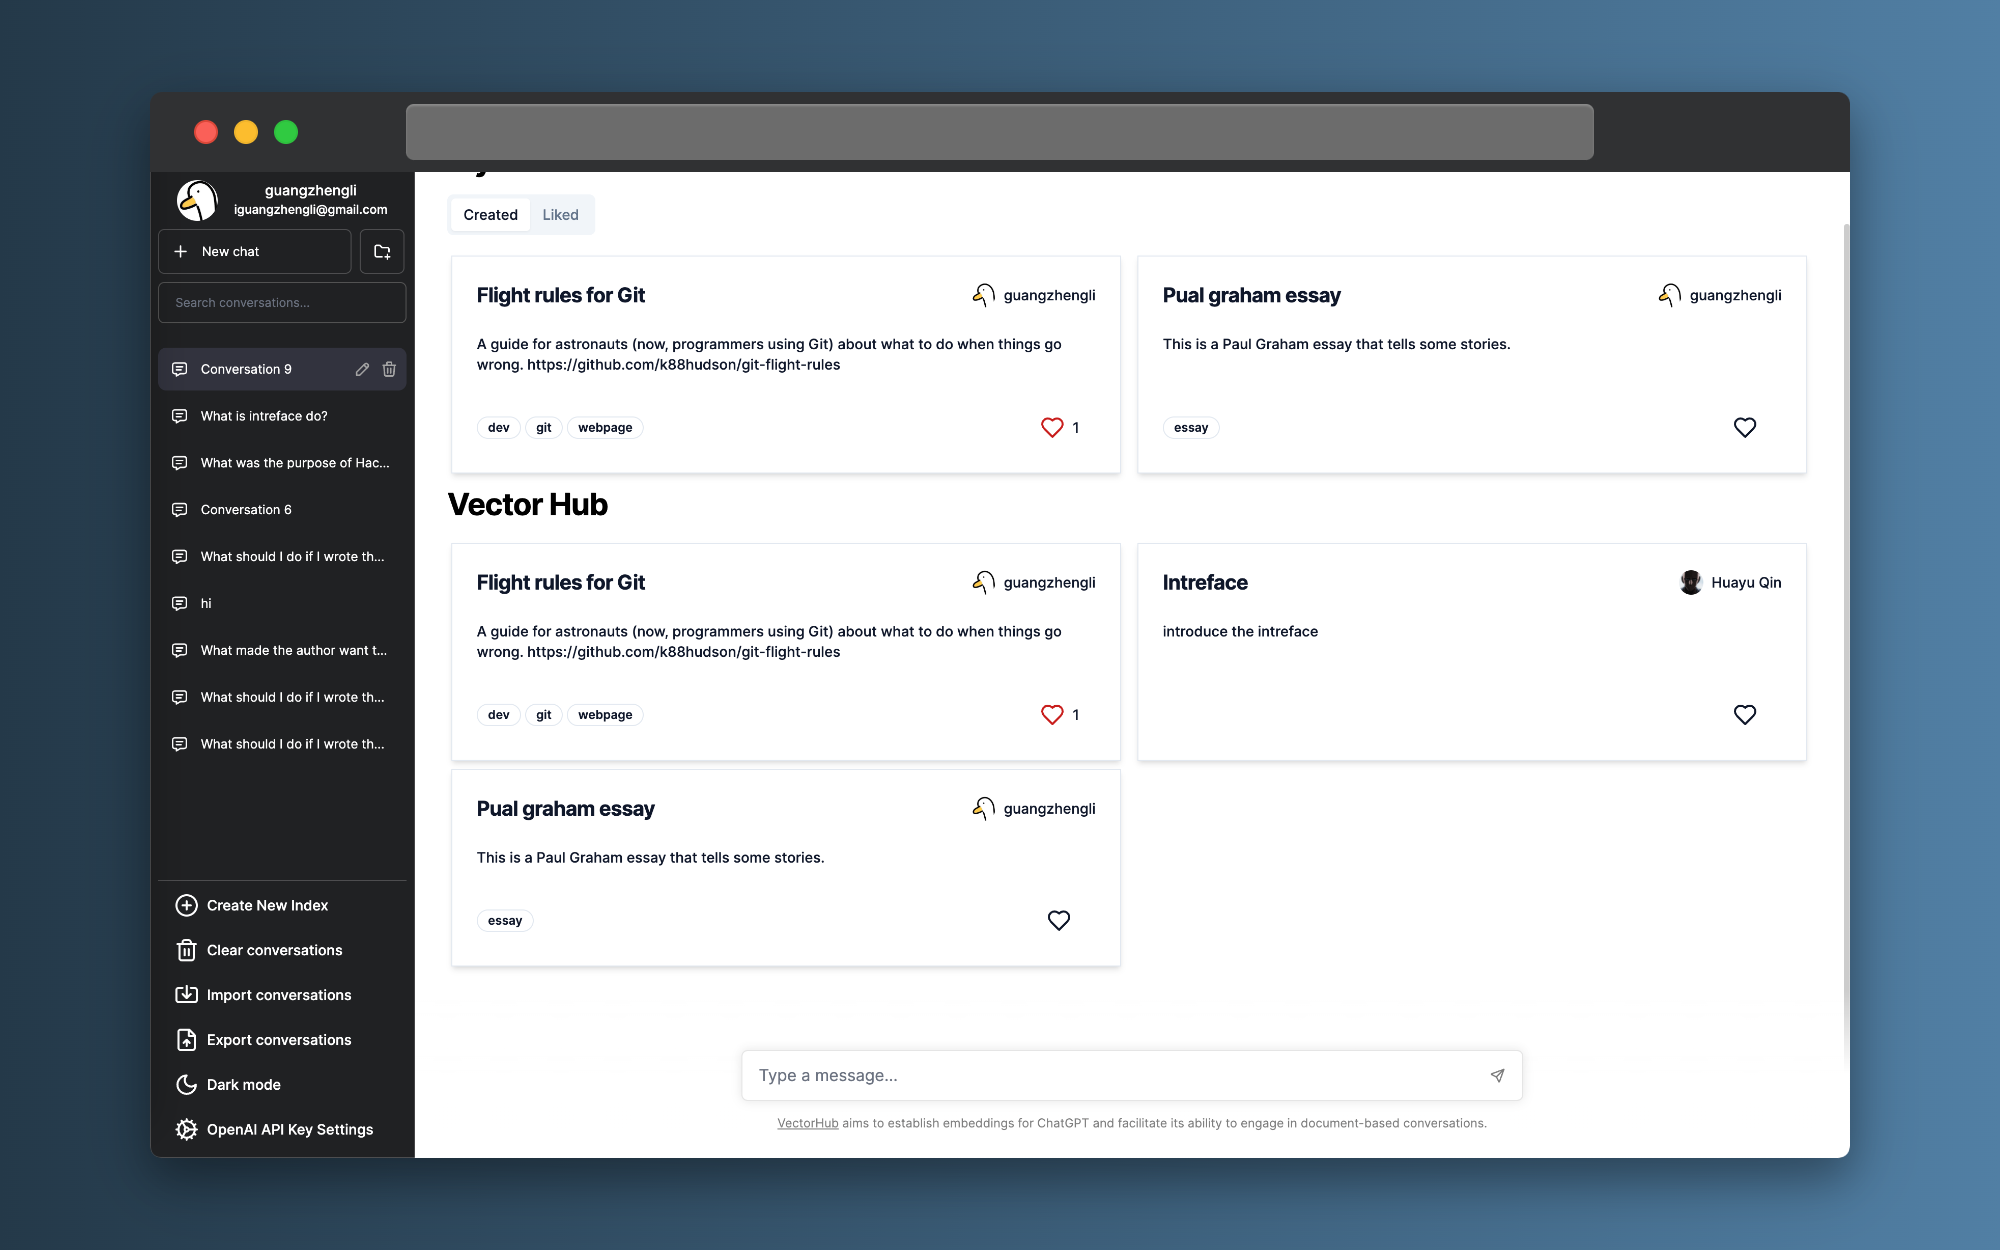 guangzhengli
iguangzhengli@gmail.com
New chat
Search conversations...
Conversation 9
What is intreface do?
What was the purpose of Hac...
Conversation 6
What should I do if I wrote th...
hi
What made the author want t...
What should I do if I wrote th...
What should I do if I wrote th...
Create New Index
Clear conversations
Import conversations
Export conversations
Dark mode
OpenAI API Key Settings
Created Liked
Flight rules for Git
guangzhengli
A guide for astronauts (now, programmers using Git) about what to do when things go
wrong. https://github.com/k88hudson/git-flight-rules
dev git webpage
1
Pual graham essay
guangzhengli
This is a Paul Graham essay that tells some stories.
essay
Vector Hub
Flight rules for Git
guangzhengli
A guide for astronauts (now, programmers using Git) about what to do when things go
wrong. https://github.com/k88hudson/git-flight-rules
dev git webpage
1
Intreface
Huayu Qin
introduce the intreface
Pual graham essay
guangzhengli
This is a Paul Graham essay that tells some stories.
essay
Type a message...
VectorHub aims to establish embeddings for ChatGPT and facilitate its ability to engage in document-based conversations.